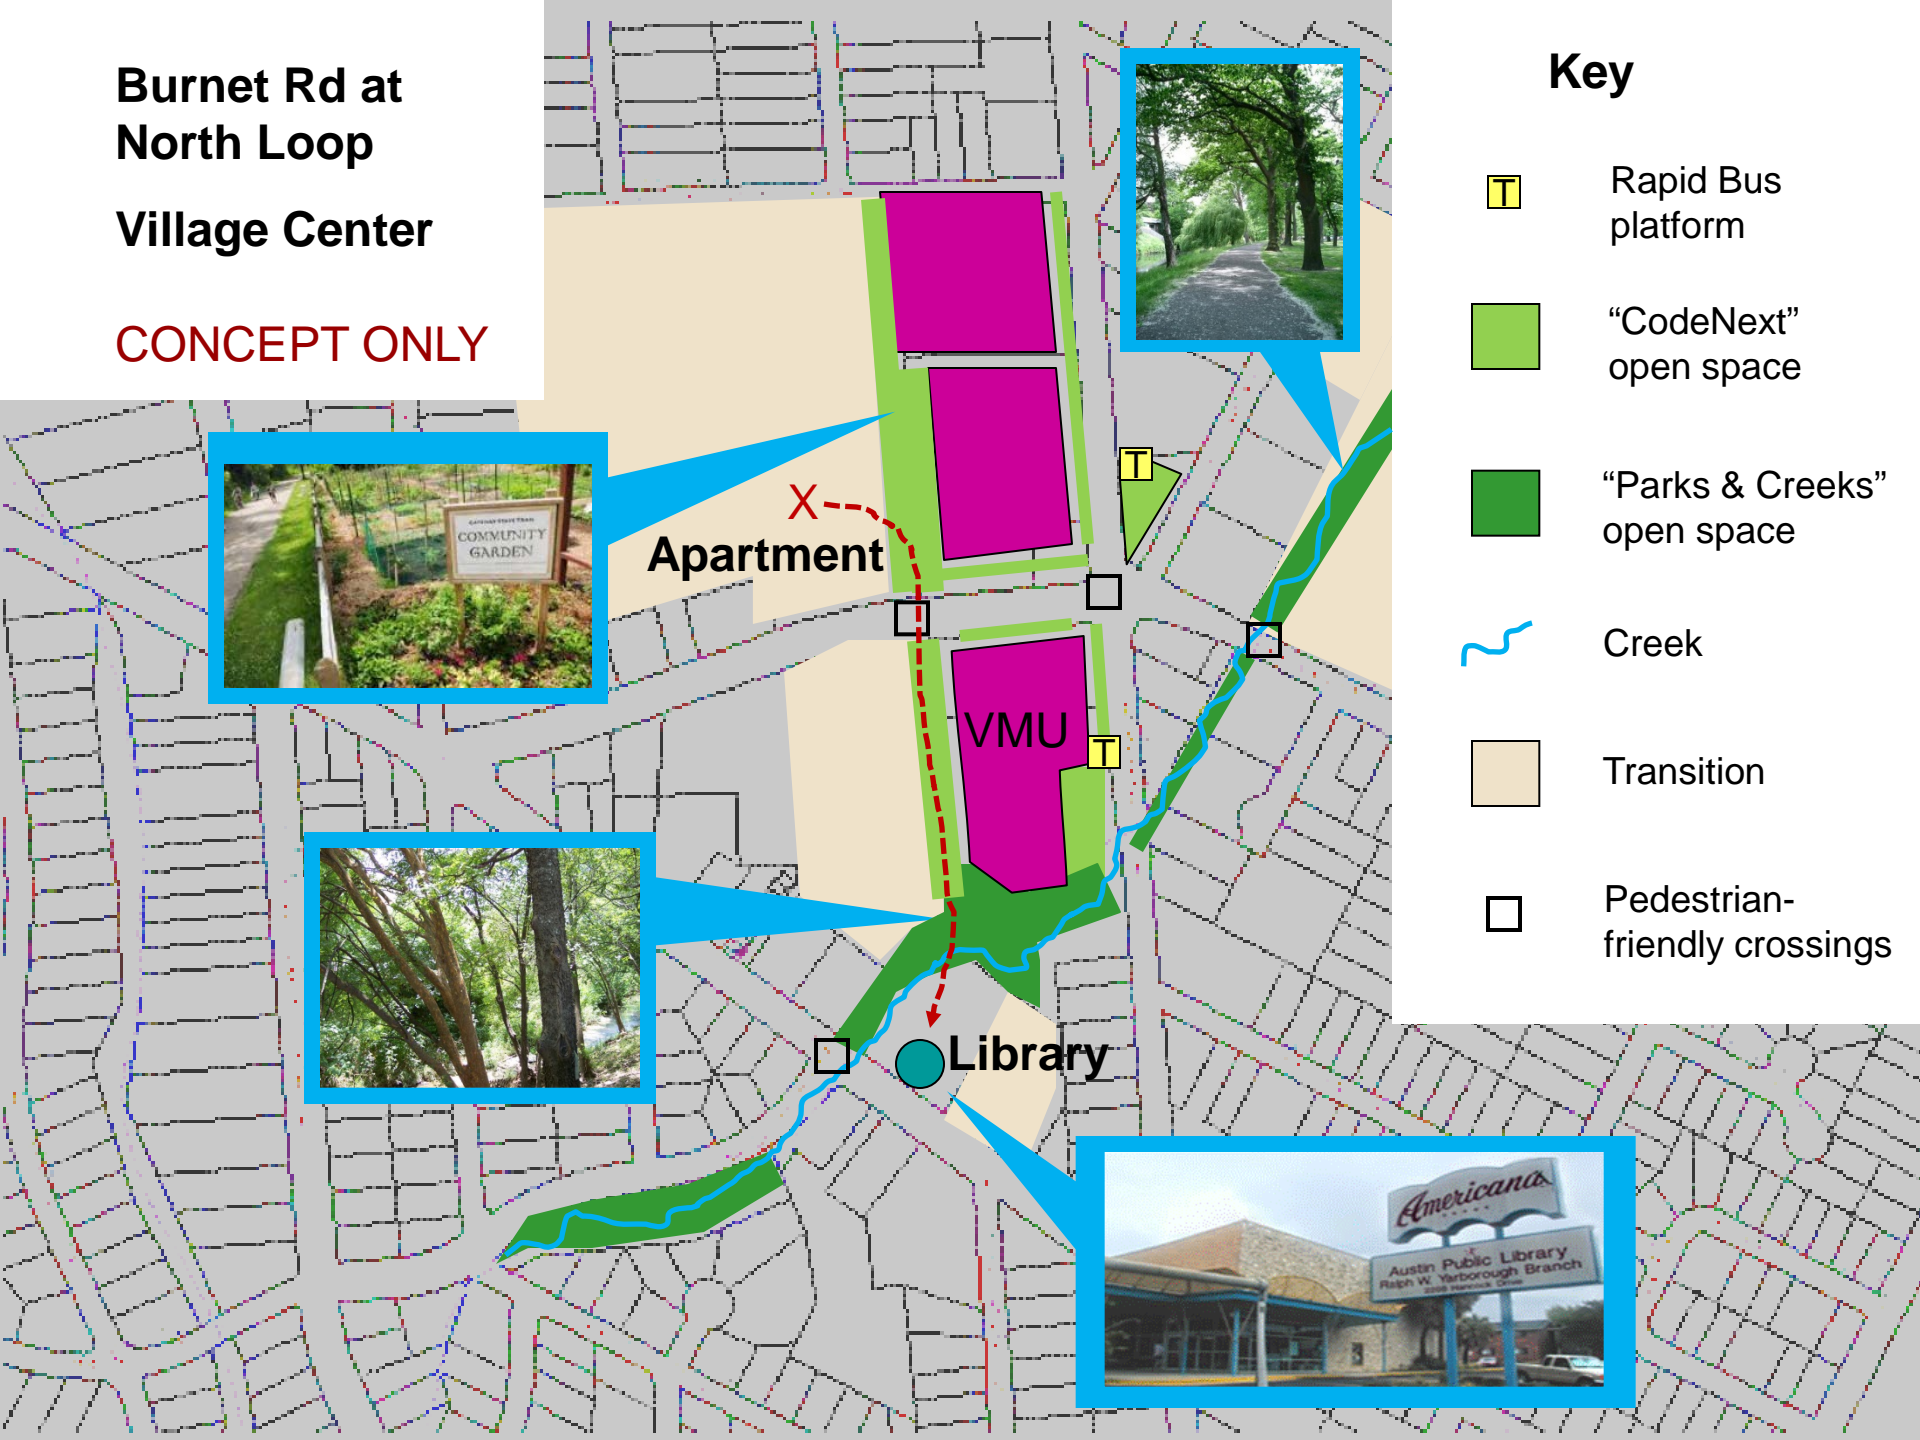 Burnet Rd at
North Loop
Village Center
CONCEPT ONLY
Key
T
Rapid Bus
platform
“CodeNext”
open space
“Parks & Creeks”
open space
Creek
Transition
Pedestrian-
friendly crossings
T
X
Apartment
COMMUNITY
GARDEN
VMU
T
Library
Americana
Austin Public Library
Ralph W. Yarborough Branch